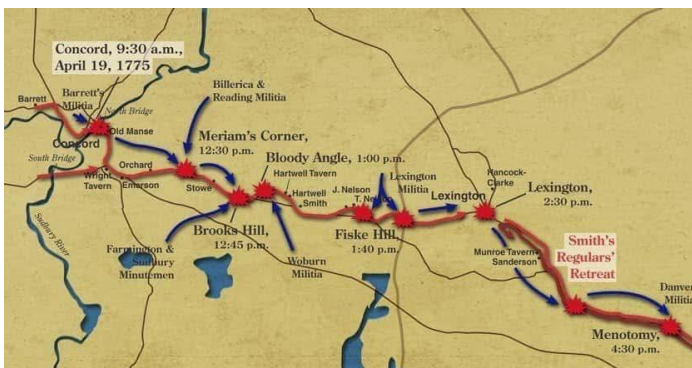 Concord, 9:30 a.m.,
April 19, 1775
Barrett
Barrett's
Militia
North Bridge
Old Manse
Concord
South Bridge
Wright
Tavern
Orchard
Emerson
Sudbury River
Billerica &
Reading Militia
Meriam's Corner,
12:30 p.m.
Stowe
Farmington &
Sudbury
Minutemen
Brooks Hill,
12:45 p.m.
Bloody Angle, 1:00 p.m.
Hartwell Tavern
Hartwell
Smith
Woburn
Militia
J. Nelson
T. Nelson
Fiske Hill,
1:40 p.m.
Lexington
Militia
Lexington
Hancock-
Clarke
Lexington,
2:30 p.m.
Munroe Tavern
Sanderson
Smith's
Regulars'
Retreat
Menotomy,
4:30 p.m.
Danver
Militia